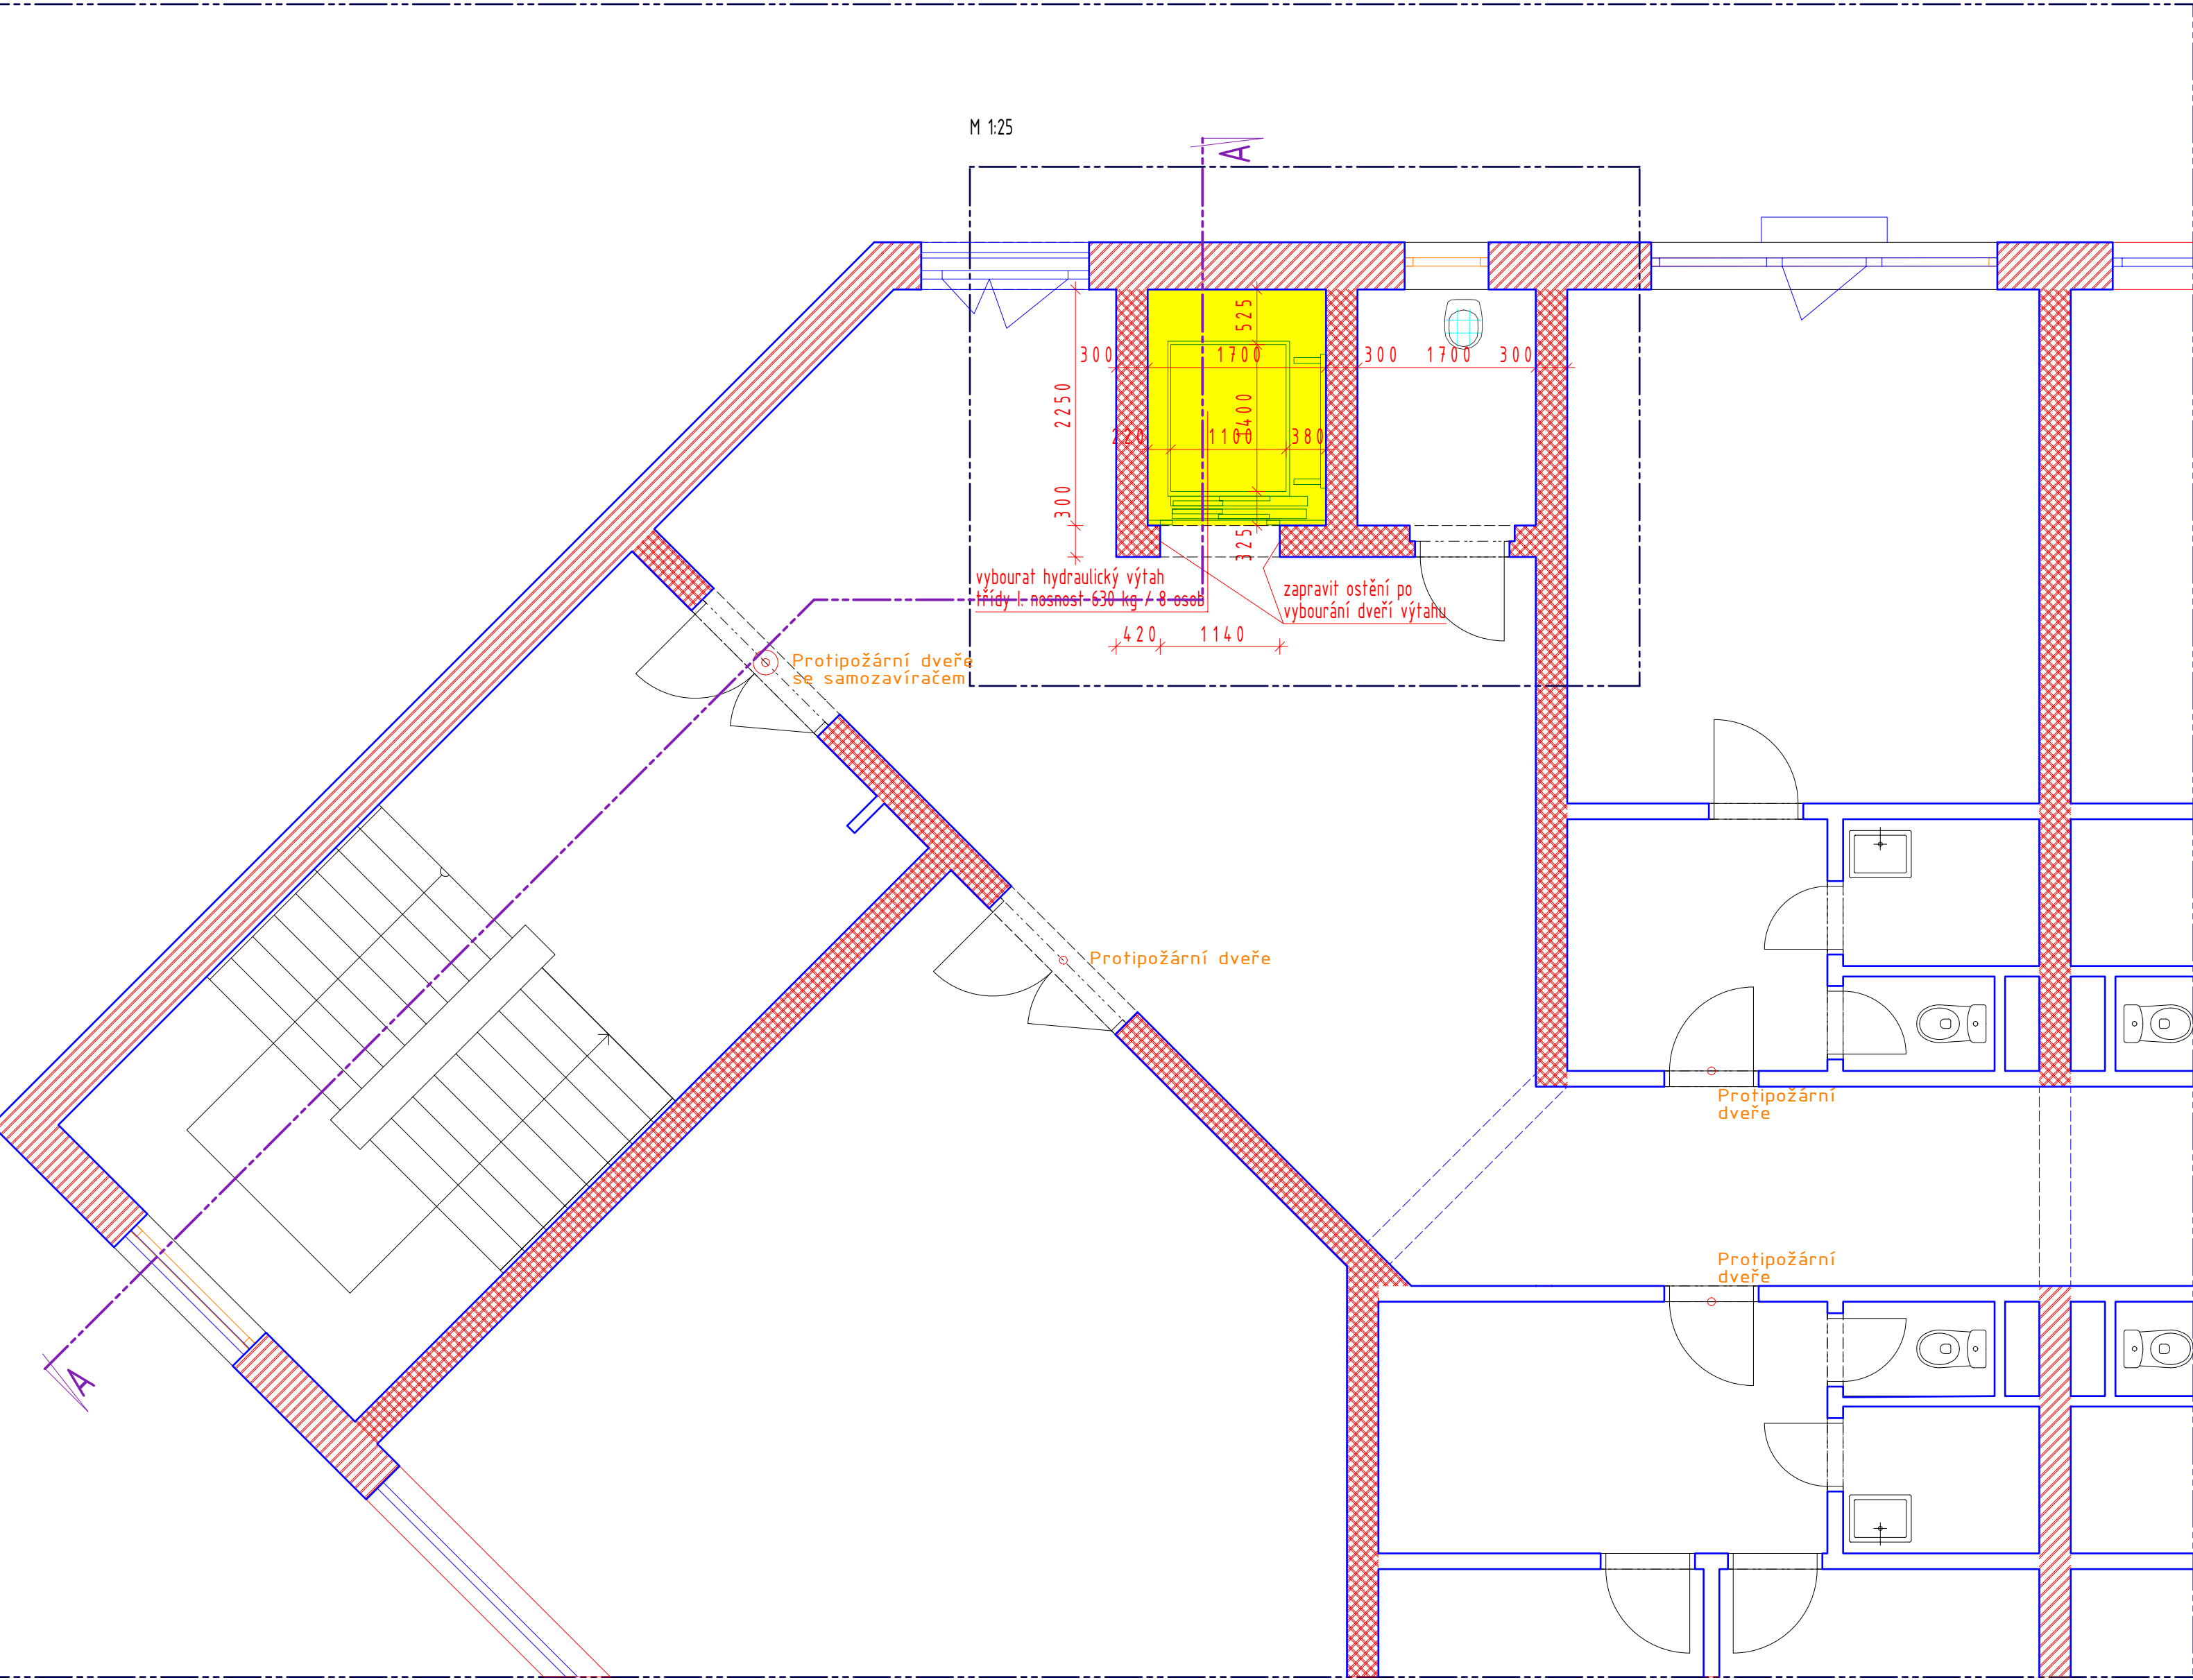 M 1:25
A
525
300
1700
300
1700
300
2250
1400
220
1100
380
300
325
vybourat hydraulický výtah
třídy I. nosnost 630 kg / 8 osob
zapravit ostění po
vybourání dveří výtahu
420
1140
Protipožární dveře
se samozavíračem
Protipožární dveře
Protipožární
dveře
Protipožární
dveře
A